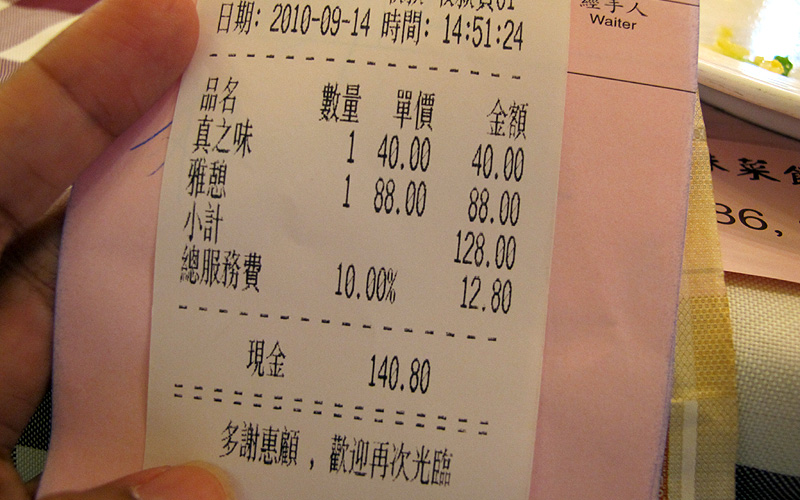 日期: 2010-09-14 時間: 14:51:24
品名 數量 單價 金額
真之味 1 40.00 40.00
雅憩 1 88.00 88.00
小計 128.00
總服務費 10.00% 12.80
現金 140.80
多謝惠顧，歡迎再次光臨
經手人
Waiter
菜
36,